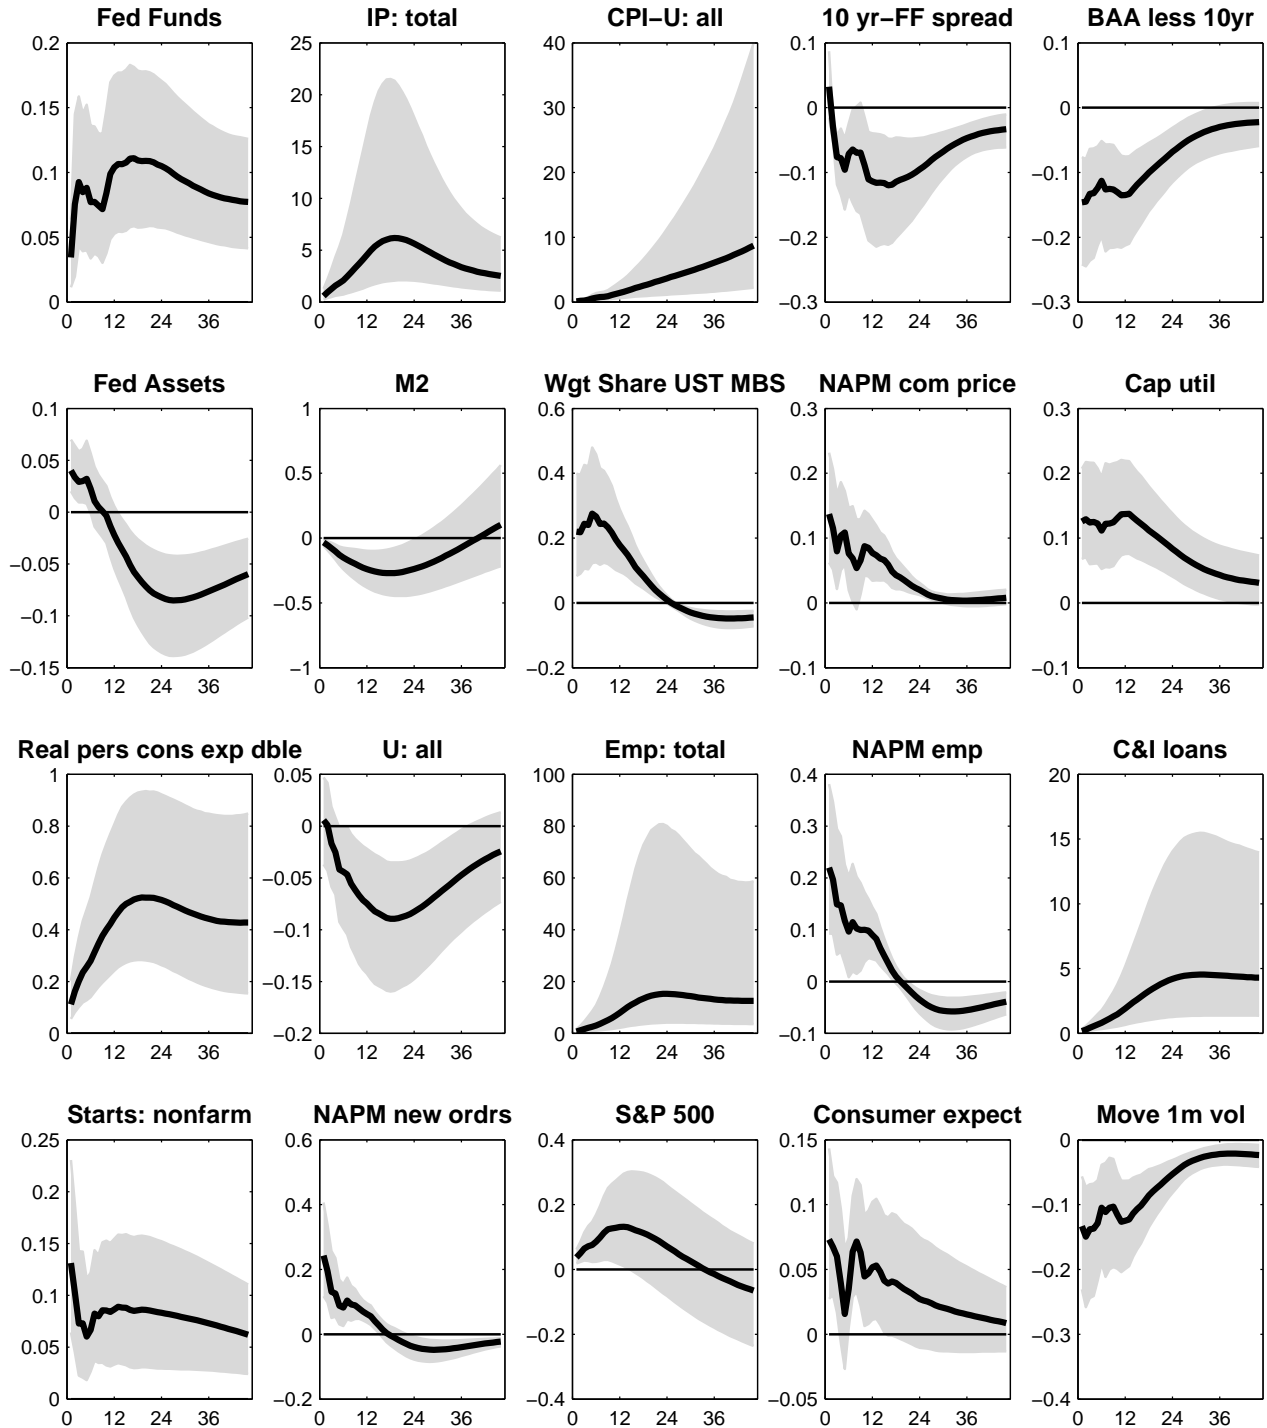 Fed Funds IP: total CPI−U: all 10 yr−FF spread BAA less 10yr
0.2 25 40 0.1 0.1
20 30 0 0
0.15 15 20 −0.1 −0.1
0.1 10
0.05 5 10 −0.2 −0.2
0 0 0 −0.3 −0.3
0 12 24 36 0 12 24 36 0 12 24 36 0 12 24 36 0 12 24 36
Fed Assets M2 Wgt Share UST MBS NAPM com price Cap util
0.1 1 0.6 0.3 0.3
0.05 0.5 0.4 0.2 0.2
0 0 0.2 0.1 0.1
−0.05
−0.1 −0.5 0 0 0
−0.15 −1 −0.2 −0.1 −0.1
0 12 24 36 0 12 24 36 0 12 24 36 0 12 24 36 0 12 24 36
Real pers cons exp dble U: all Emp: total NAPM emp C&I loans
1 0.05 100 0.4 20
0.8 0 80 0.3 15
0.6 −0.05 60 0.2 10
0.4 −0.1 40 0.1
0.2 −0.15 20 0 5
0 −0.2 0 −0.1 0
0 12 24 36 0 12 24 36 0 12 24 36 0 12 24 36 0 12 24 36
Starts: nonfarm NAPM new ordrs S&P 500 Consumer expect Move 1m vol
0.25 0.6 0.4 0.15 0
0.2 0.4 0.2 0.1 −0.1
0.15 0.2 0 0.05 −0.2
0.1
0.05 0 −0.2 0 −0.3
0 −0.2 −0.4 −0.05 −0.4
0 12 24 36 0 12 24 36 0 12 24 36 0 12 24 36 0 12 24 36